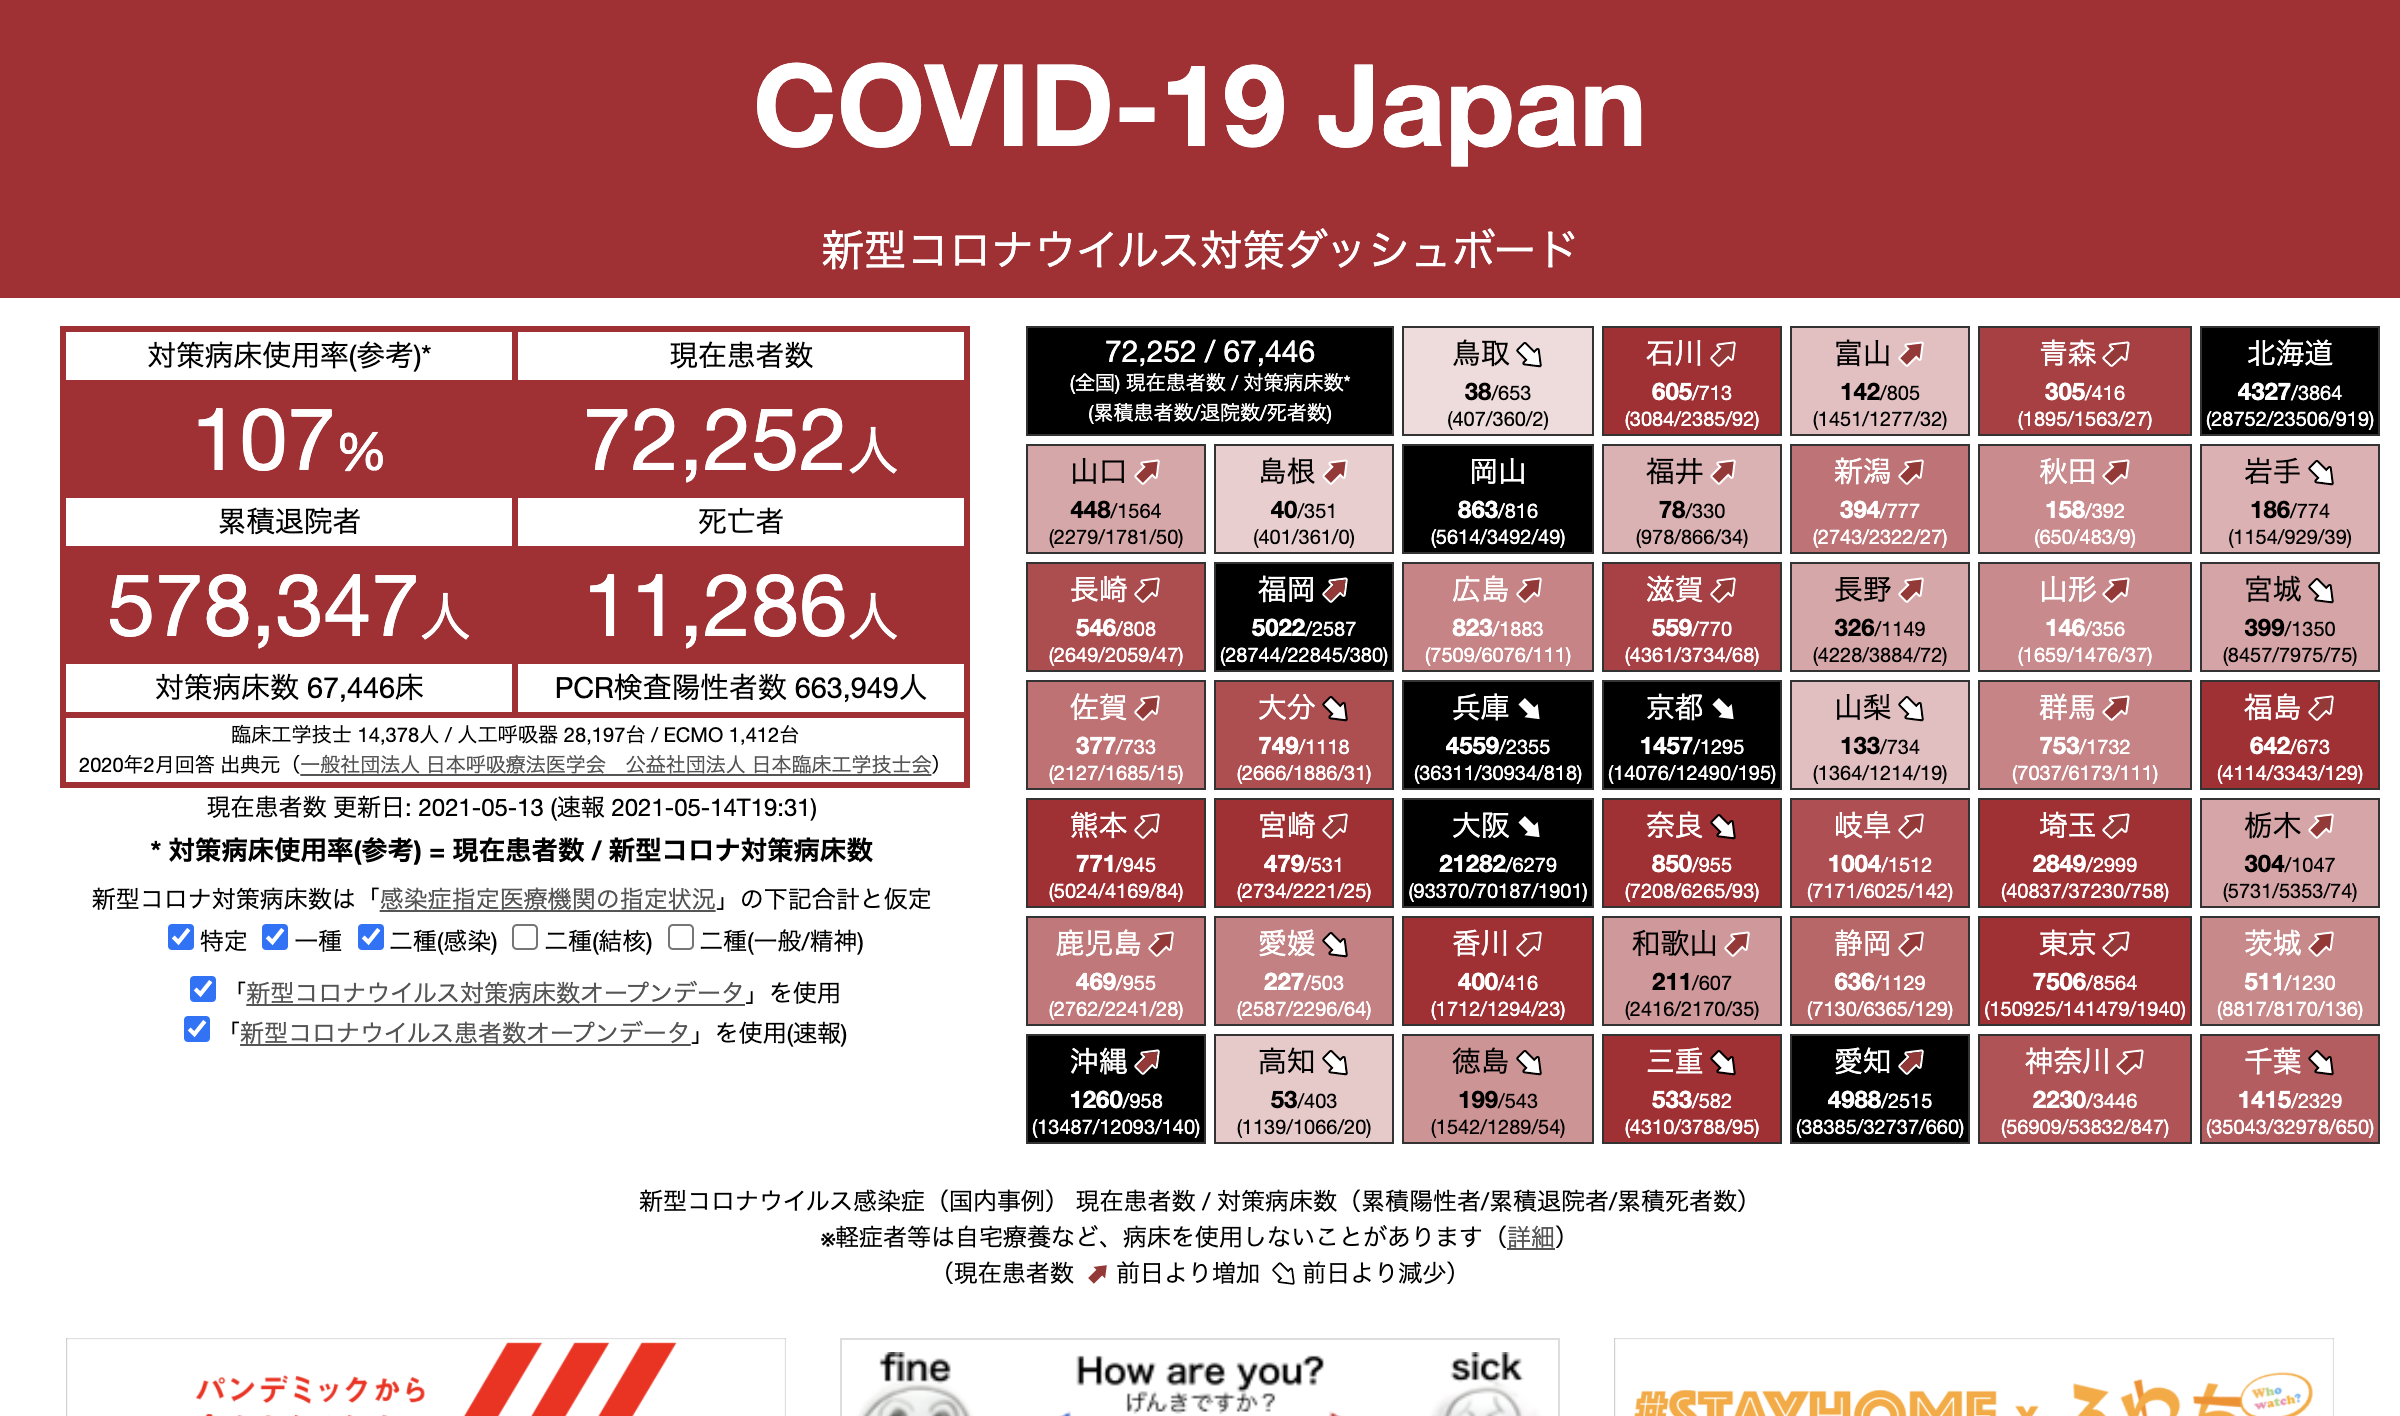 COVID-19 Japan
新型コロナウイルス対策ダッシュボード
対策病床使用率(参考)*
現在患者数
107%
72,252人
累積退院者
死亡者
578,347人
11,286人
対策病床数 67,446床
PCR検査陽性者数 663,949人
臨床工学技士 14,378人 / 人工呼吸器 28,197台 / ECMO 1,412台
2020年2月回答 出典元（一般社団法人 日本呼吸療法医学会　公益社団法人 日本臨床工学技士会）
現在患者数 更新日: 2021-05-13 (速報 2021-05-14T19:31)
* 対策病床使用率(参考) = 現在患者数 / 新型コロナ対策病床数
新型コロナ対策病床数は「感染症指定医療機関の指定状況」の下記合計と仮定
特定 一種 二種(感染) 二種(結核) 二種(一般/精神)
「新型コロナウイルス対策病床数オープンデータ」を使用
「新型コロナウイルス患者数オープンデータ」を使用(速報)
72,252 / 67,446
(全国) 現在患者数 / 対策病床数*
(累積患者数/退院数/死者数)
鳥取
38/653
(407/360/2)
石川
605/713
(3084/2385/92)
富山
142/805
(1451/1277/32)
青森
305/416
(1895/1563/27)
北海道
4327/3864
(28752/23506/919)
山口
448/1564
(2279/1781/50)
島根
40/351
(401/361/0)
岡山
863/816
(5614/3492/49)
福井
78/330
(978/866/34)
新潟
394/777
(2743/2322/27)
秋田
158/392
(650/483/9)
岩手
186/774
(1154/929/39)
長崎
546/808
(2649/2059/47)
福岡
5022/2587
(28744/22845/380)
広島
823/1883
(7509/6076/111)
滋賀
559/770
(4361/3734/68)
長野
326/1149
(4228/3884/72)
山形
146/356
(1659/1476/37)
宮城
399/1350
(8457/7975/75)
佐賀
377/733
(2127/1685/15)
大分
749/1118
(2666/1886/31)
兵庫
4559/2355
(36311/30934/818)
京都
1457/1295
(14076/12490/195)
山梨
133/734
(1364/1214/19)
群馬
753/1732
(7037/6173/111)
福島
642/673
(4114/3343/129)
熊本
771/945
(5024/4169/84)
宮崎
479/531
(2734/2221/25)
大阪
21282/6279
(93370/70187/1901)
奈良
850/955
(7208/6265/93)
岐阜
1004/1512
(7171/6025/142)
埼玉
2849/2999
(40837/37230/758)
栃木
304/1047
(5731/5353/74)
鹿児島
469/955
(2762/2241/28)
愛媛
227/503
(2587/2296/64)
香川
400/416
(1712/1294/23)
和歌山
211/607
(2416/2170/35)
静岡
636/1129
(7130/6365/129)
東京
7506/8564
(150925/141479/1940)
茨城
511/1230
(8817/8170/136)
沖縄
1260/958
(13487/12093/140)
高知
53/403
(1139/1066/20)
徳島
199/543
(1542/1289/54)
三重
533/582
(4310/3788/95)
愛知
4988/2515
(38385/32737/660)
神奈川
2230/3446
(56909/53832/847)
千葉
1415/2329
(35043/32978/650)
新型コロナウイルス感染症（国内事例） 現在患者数 / 対策病床数（累積陽性者/累積退院者/累積死者数）
※軽症者等は自宅療養など、病床を使用しないことがあります（詳細）
（現在患者数 前日より増加 前日より減少）
パンデミックから
fine
How are you?
sick
げんきですか？
#STAYHOME x ふわっち
Who watch?